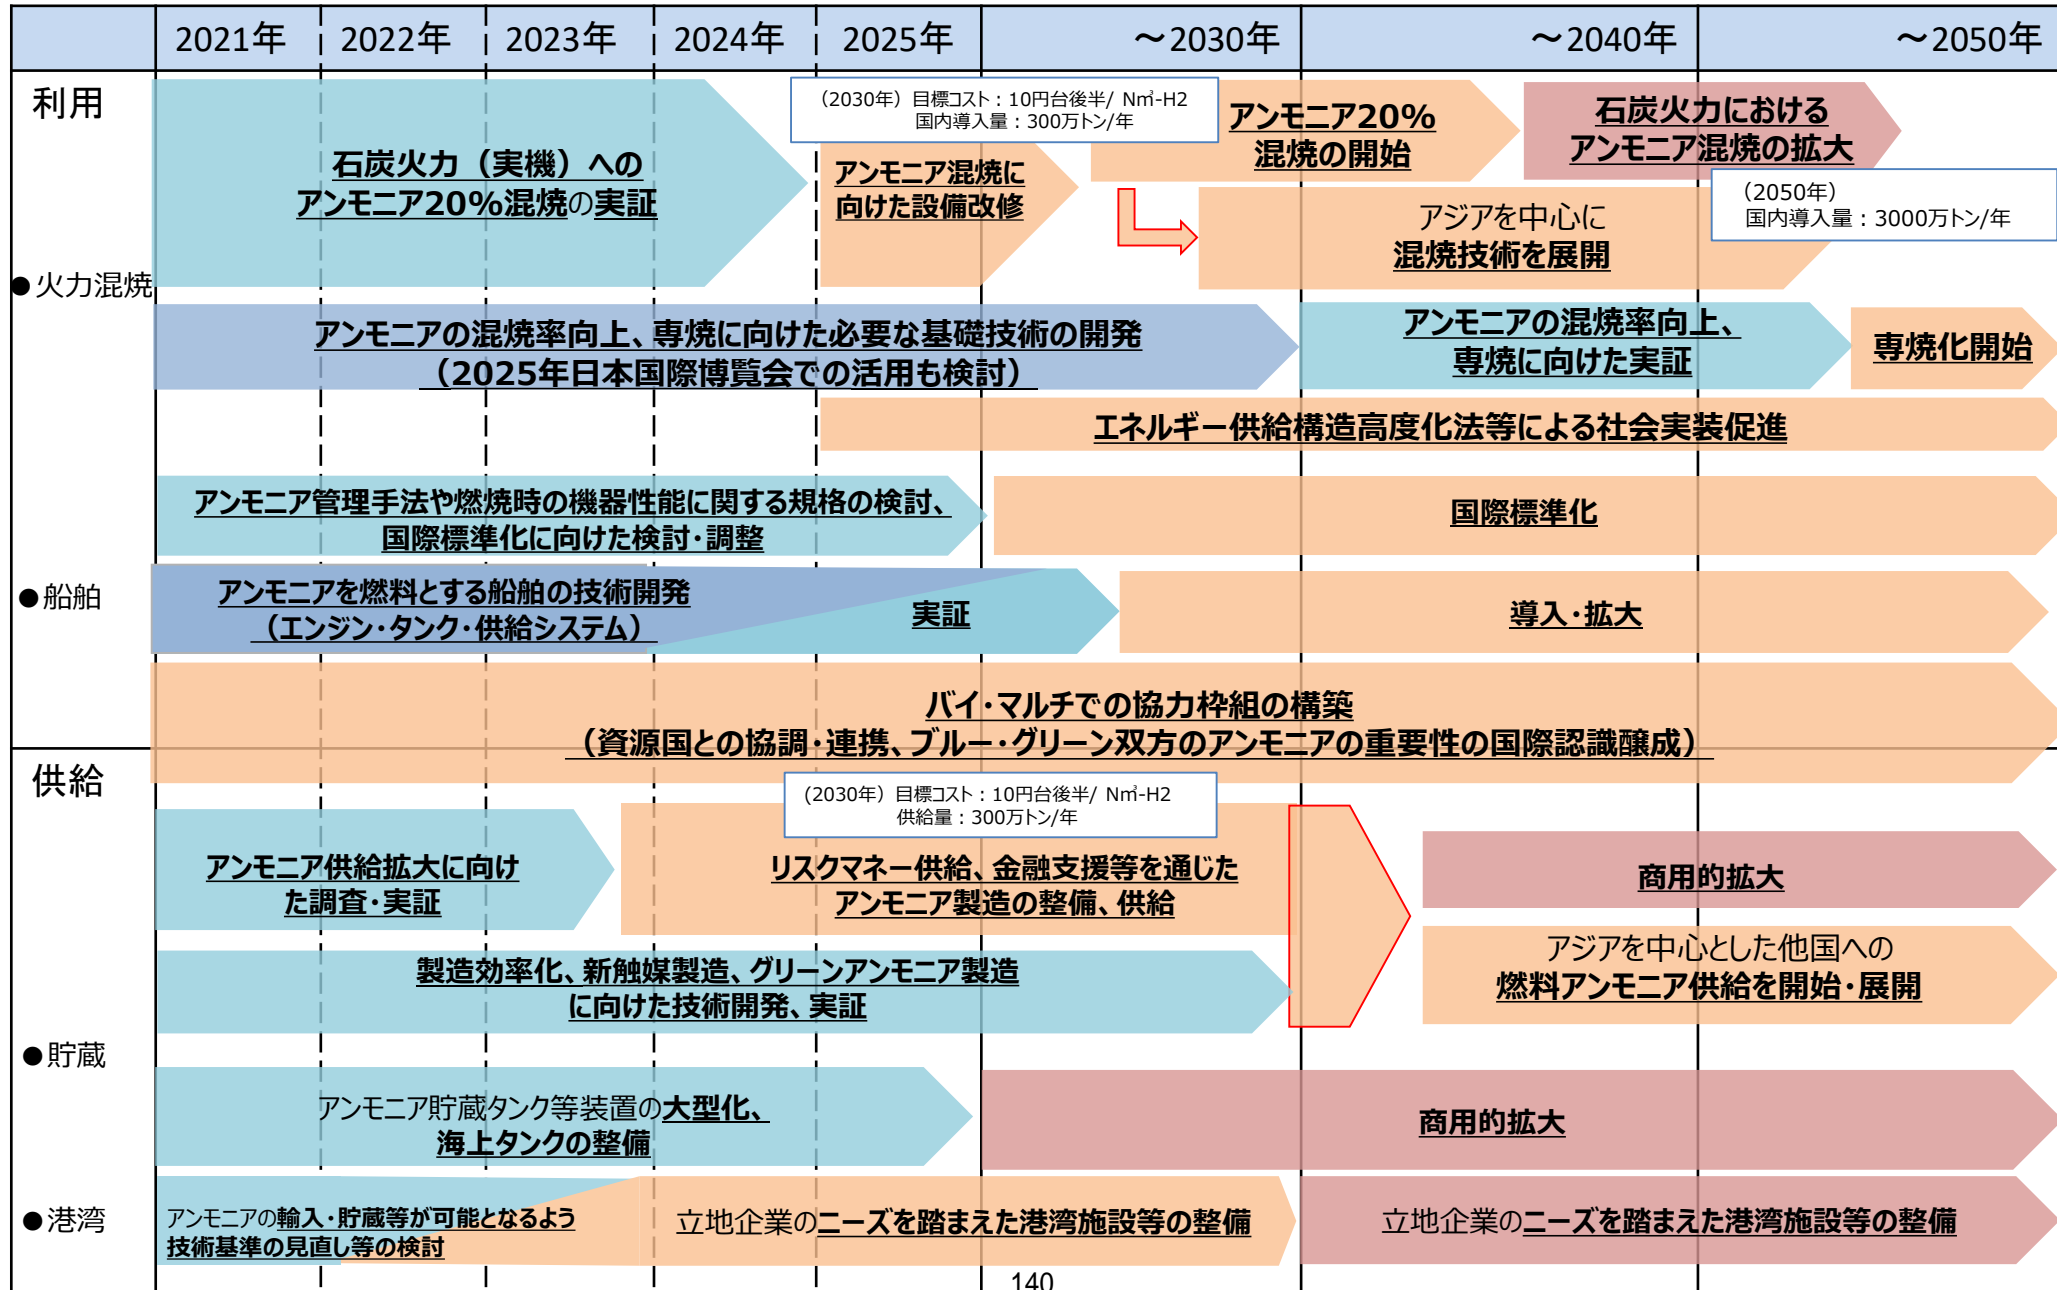 2021年 2022年 2023年 2024年 2025年 ～2030年 ～2040年 ～2050年
利用
●火力混焼
石炭火力（実機）への
アンモニア20%混焼の実証
（2030年）目標コスト：10円台後半/ Nm³-H2
国内導入量：300万トン/年
アンモニア混焼に
向けた設備改修
アンモニア20%
混焼の開始
石炭火力における
アンモニア混焼の拡大
アジアを中心に
混焼技術を展開
（2050年）
国内導入量：3000万トン/年
アンモニアの混焼率向上、専焼に向けた必要な基礎技術の開発
（2025年日本国際博覧会での活用も検討）
アンモニアの混焼率向上、
専焼に向けた実証
専焼化開始
エネルギー供給構造高度化法等による社会実装促進
アンモニア管理手法や燃焼時の機器性能に関する規格の検討、
国際標準化に向けた検討・調整
国際標準化
●船舶
アンモニアを燃料とする船舶の技術開発
（エンジン・タンク・供給システム）
実証
導入・拡大
バイ・マルチでの協力枠組の構築
（資源国との協調・連携、ブルー・グリーン双方のアンモニアの重要性の国際認識醸成）
供給
（2030年）目標コスト：10円台後半/ Nm³-H2
供給量：300万トン/年
アンモニア供給拡大に向け
た調査・実証
リスクマネー供給、金融支援等を通じた
アンモニア製造の整備、供給
商用的拡大
製造効率化、新触媒製造、グリーンアンモニア製造
に向けた技術開発、実証
アジアを中心とした他国への
燃料アンモニア供給を開始・展開
●貯蔵
アンモニア貯蔵タンク等装置の大型化、
海上タンクの整備
商用的拡大
●港湾
アンモニアの輸入・貯蔵等が可能となるよう
技術基準の見直し等の検討
立地企業のニーズを踏まえた港湾施設等の整備
立地企業のニーズを踏まえた港湾施設等の整備
140